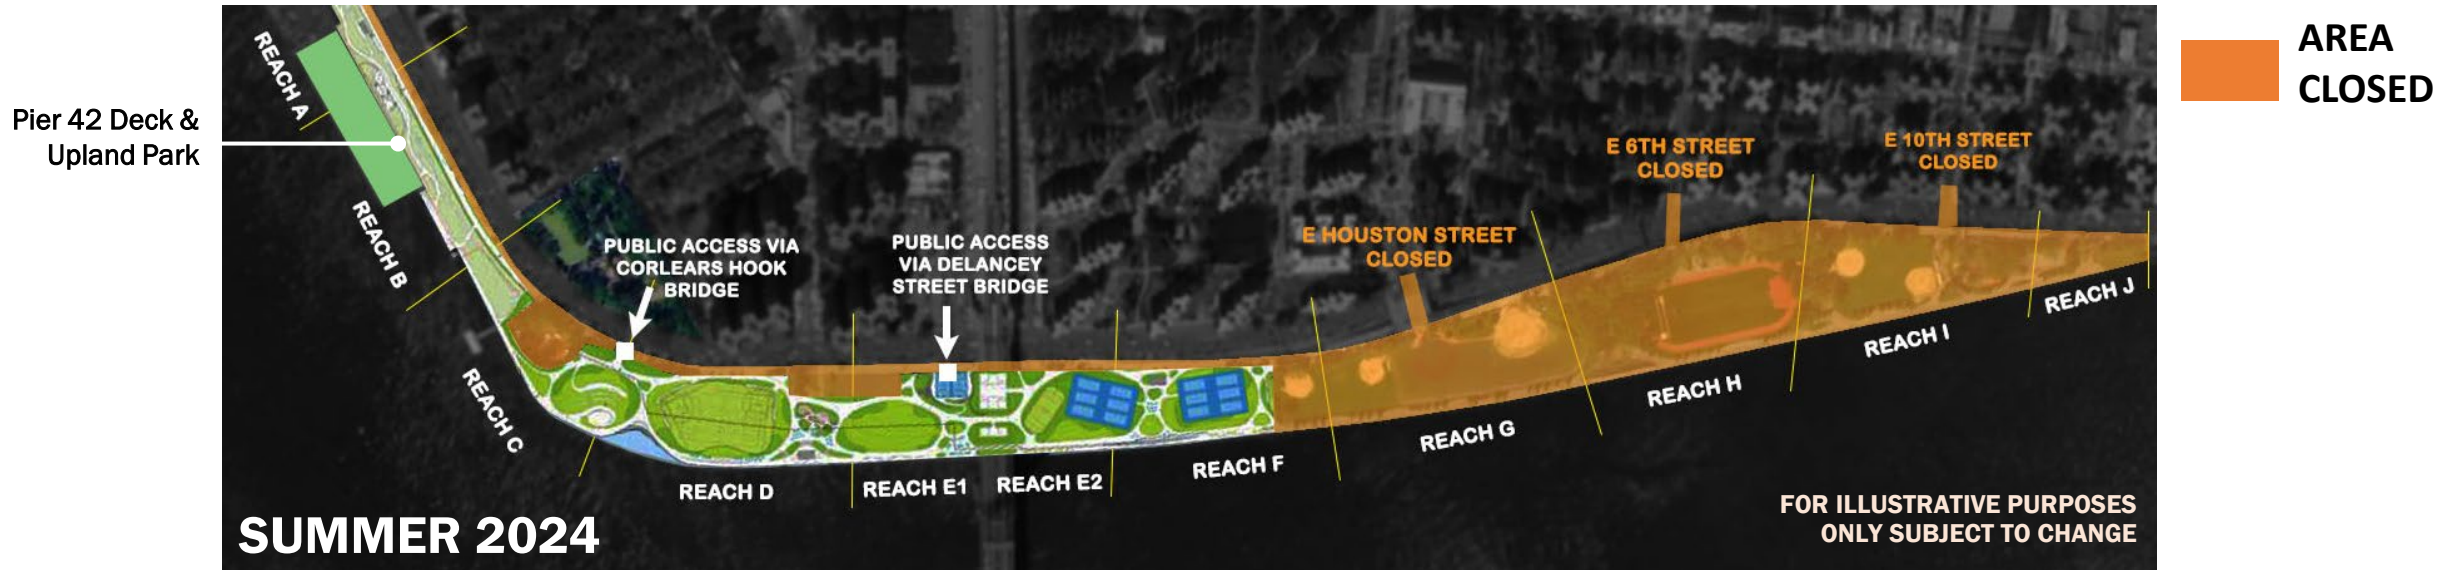 AREA
CLOSED
REACH A
Pier 42 Deck &
Upland Park
REACH B
PUBLIC ACCESS VIA
CORLEARS HOOK
BRIDGE
PUBLIC ACCESS
VIA DELANCEY
STREET BRIDGE
E HOUSTON STREET
CLOSED
E 6TH STREET
CLOSED
E 10TH STREET
CLOSED
REACH C
REACH D
REACH E1
REACH E2
REACH F
REACH G
REACH H
REACH I
REACH J
SUMMER 2024
FOR ILLUSTRATIVE PURPOSES
ONLY SUBJECT TO CHANGE